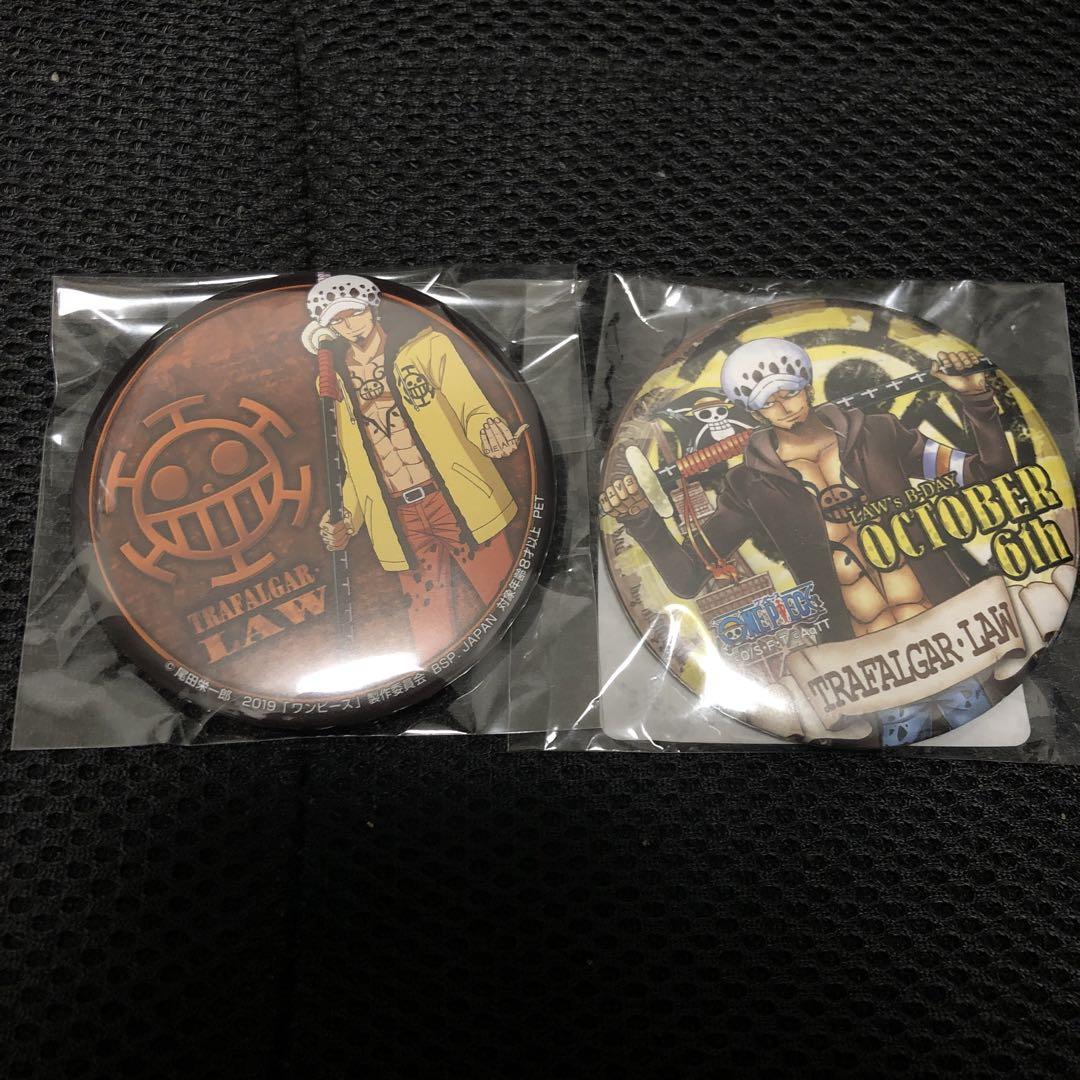 TRAFALGAR・
LAW
DEATH
©尾田栄一郎 2019「ワンピース」製作委員会 BSP. JAPAN 対象年齢8才以上 PET
LAW's B-DAY
OCTOBER
6th
ONE PIECE
TRAFALGAR・LAW